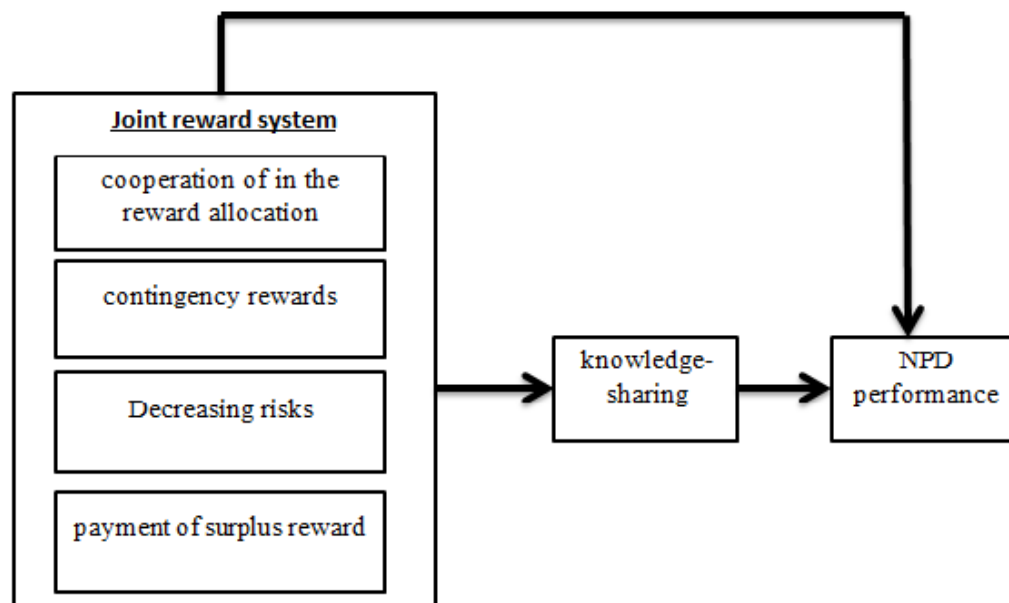 Joint reward system
cooperation of in the
reward allocation
contingency rewards
Decreasing risks
payment of surplus reward
knowledge-
sharing
NPD
performance